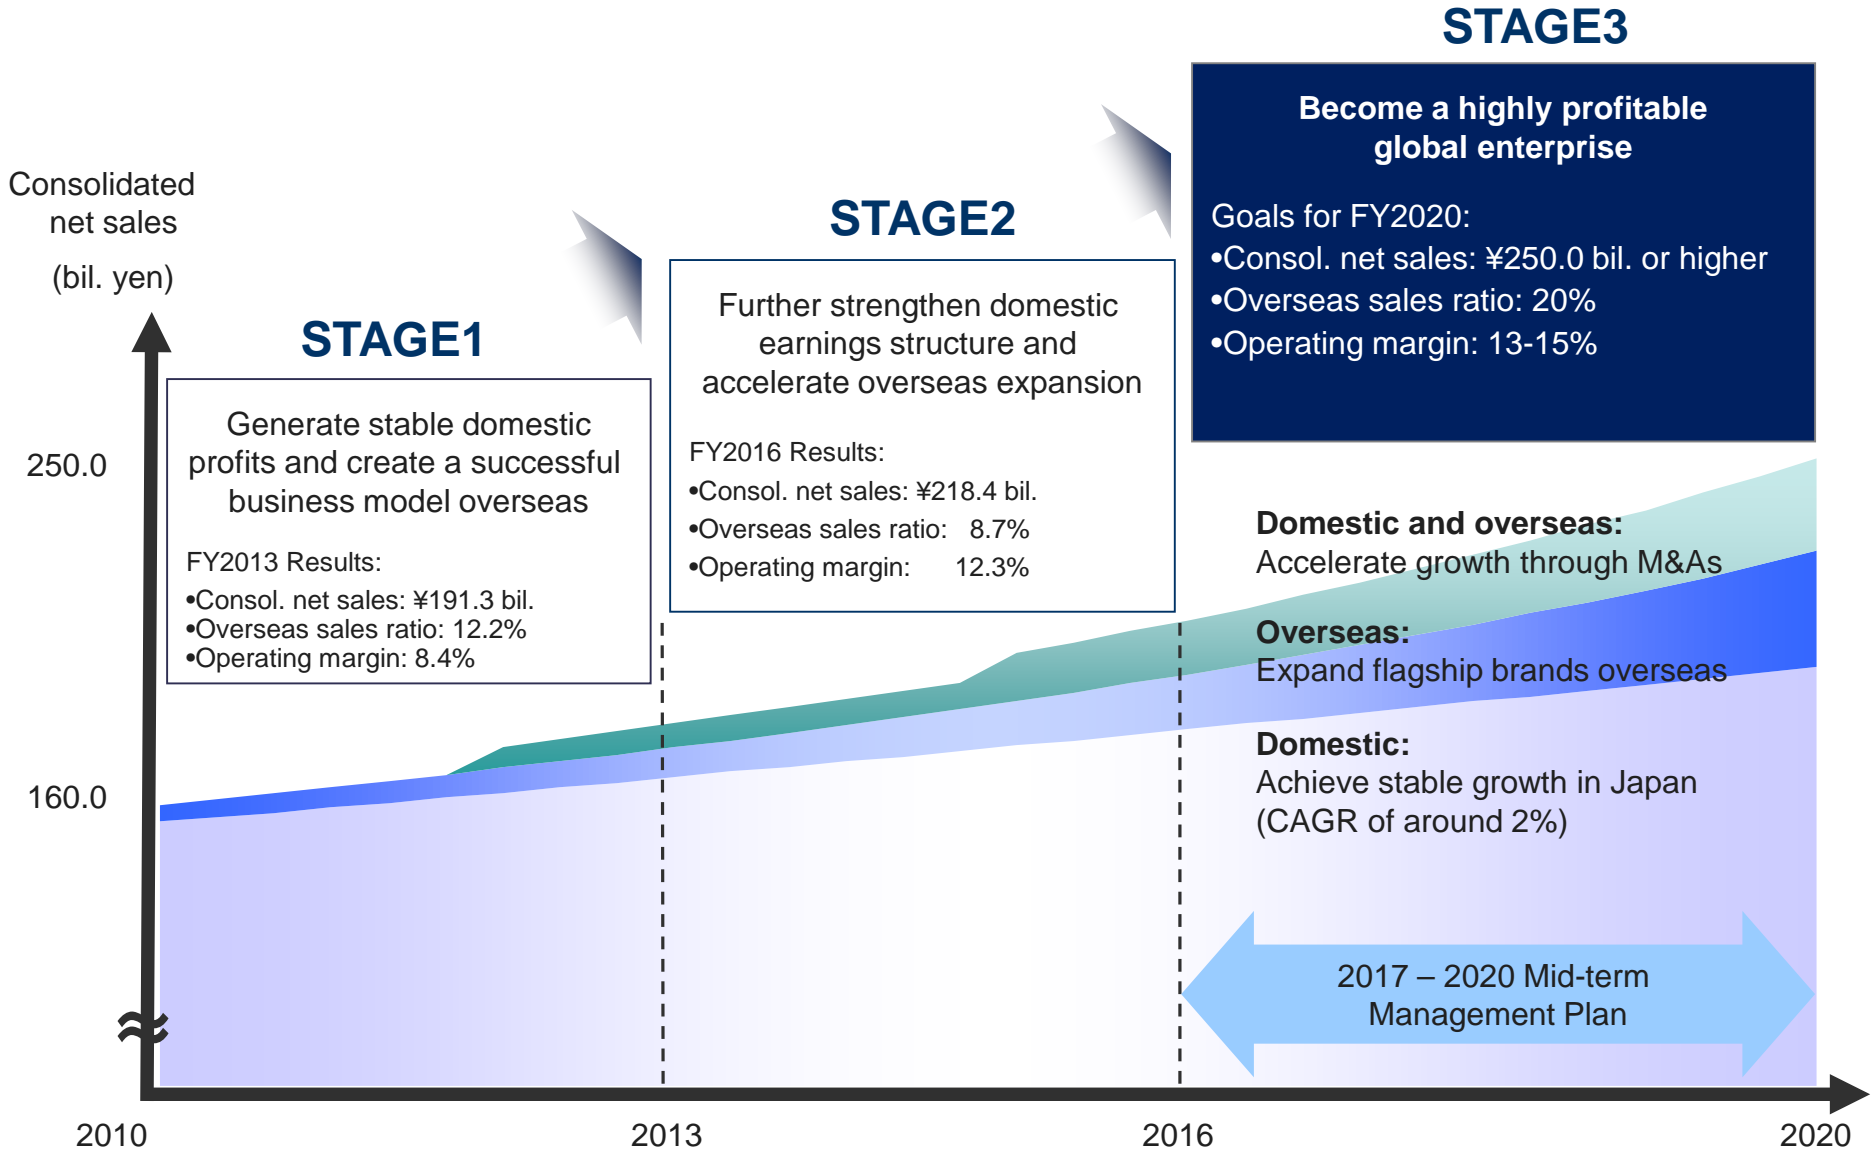 STAGE3
Become a highly profitable
global enterprise
Goals for FY2020:
•Consol. net sales: ¥250.0 bil. or higher
•Overseas sales ratio: 20%
•Operating margin: 13-15%
STAGE2
Further strengthen domestic
earnings structure and
accelerate overseas expansion
FY2016 Results:
•Consol. net sales: ¥218.4 bil.
•Overseas sales ratio: 8.7%
•Operating margin: 12.3%
Consolidated
net sales
(bil. yen)
STAGE1
Generate stable domestic
profits and create a successful
business model overseas
FY2013 Results:
•Consol. net sales: ¥191.3 bil.
•Overseas sales ratio: 12.2%
•Operating margin: 8.4%
250.0
160.0
Domestic and overseas:
Accelerate growth through M&As
Overseas:
Expand flagship brands overseas
Domestic:
Achieve stable growth in Japan
(CAGR of around 2%)
2017 – 2020 Mid-term
Management Plan
2010
2013
2016
2020